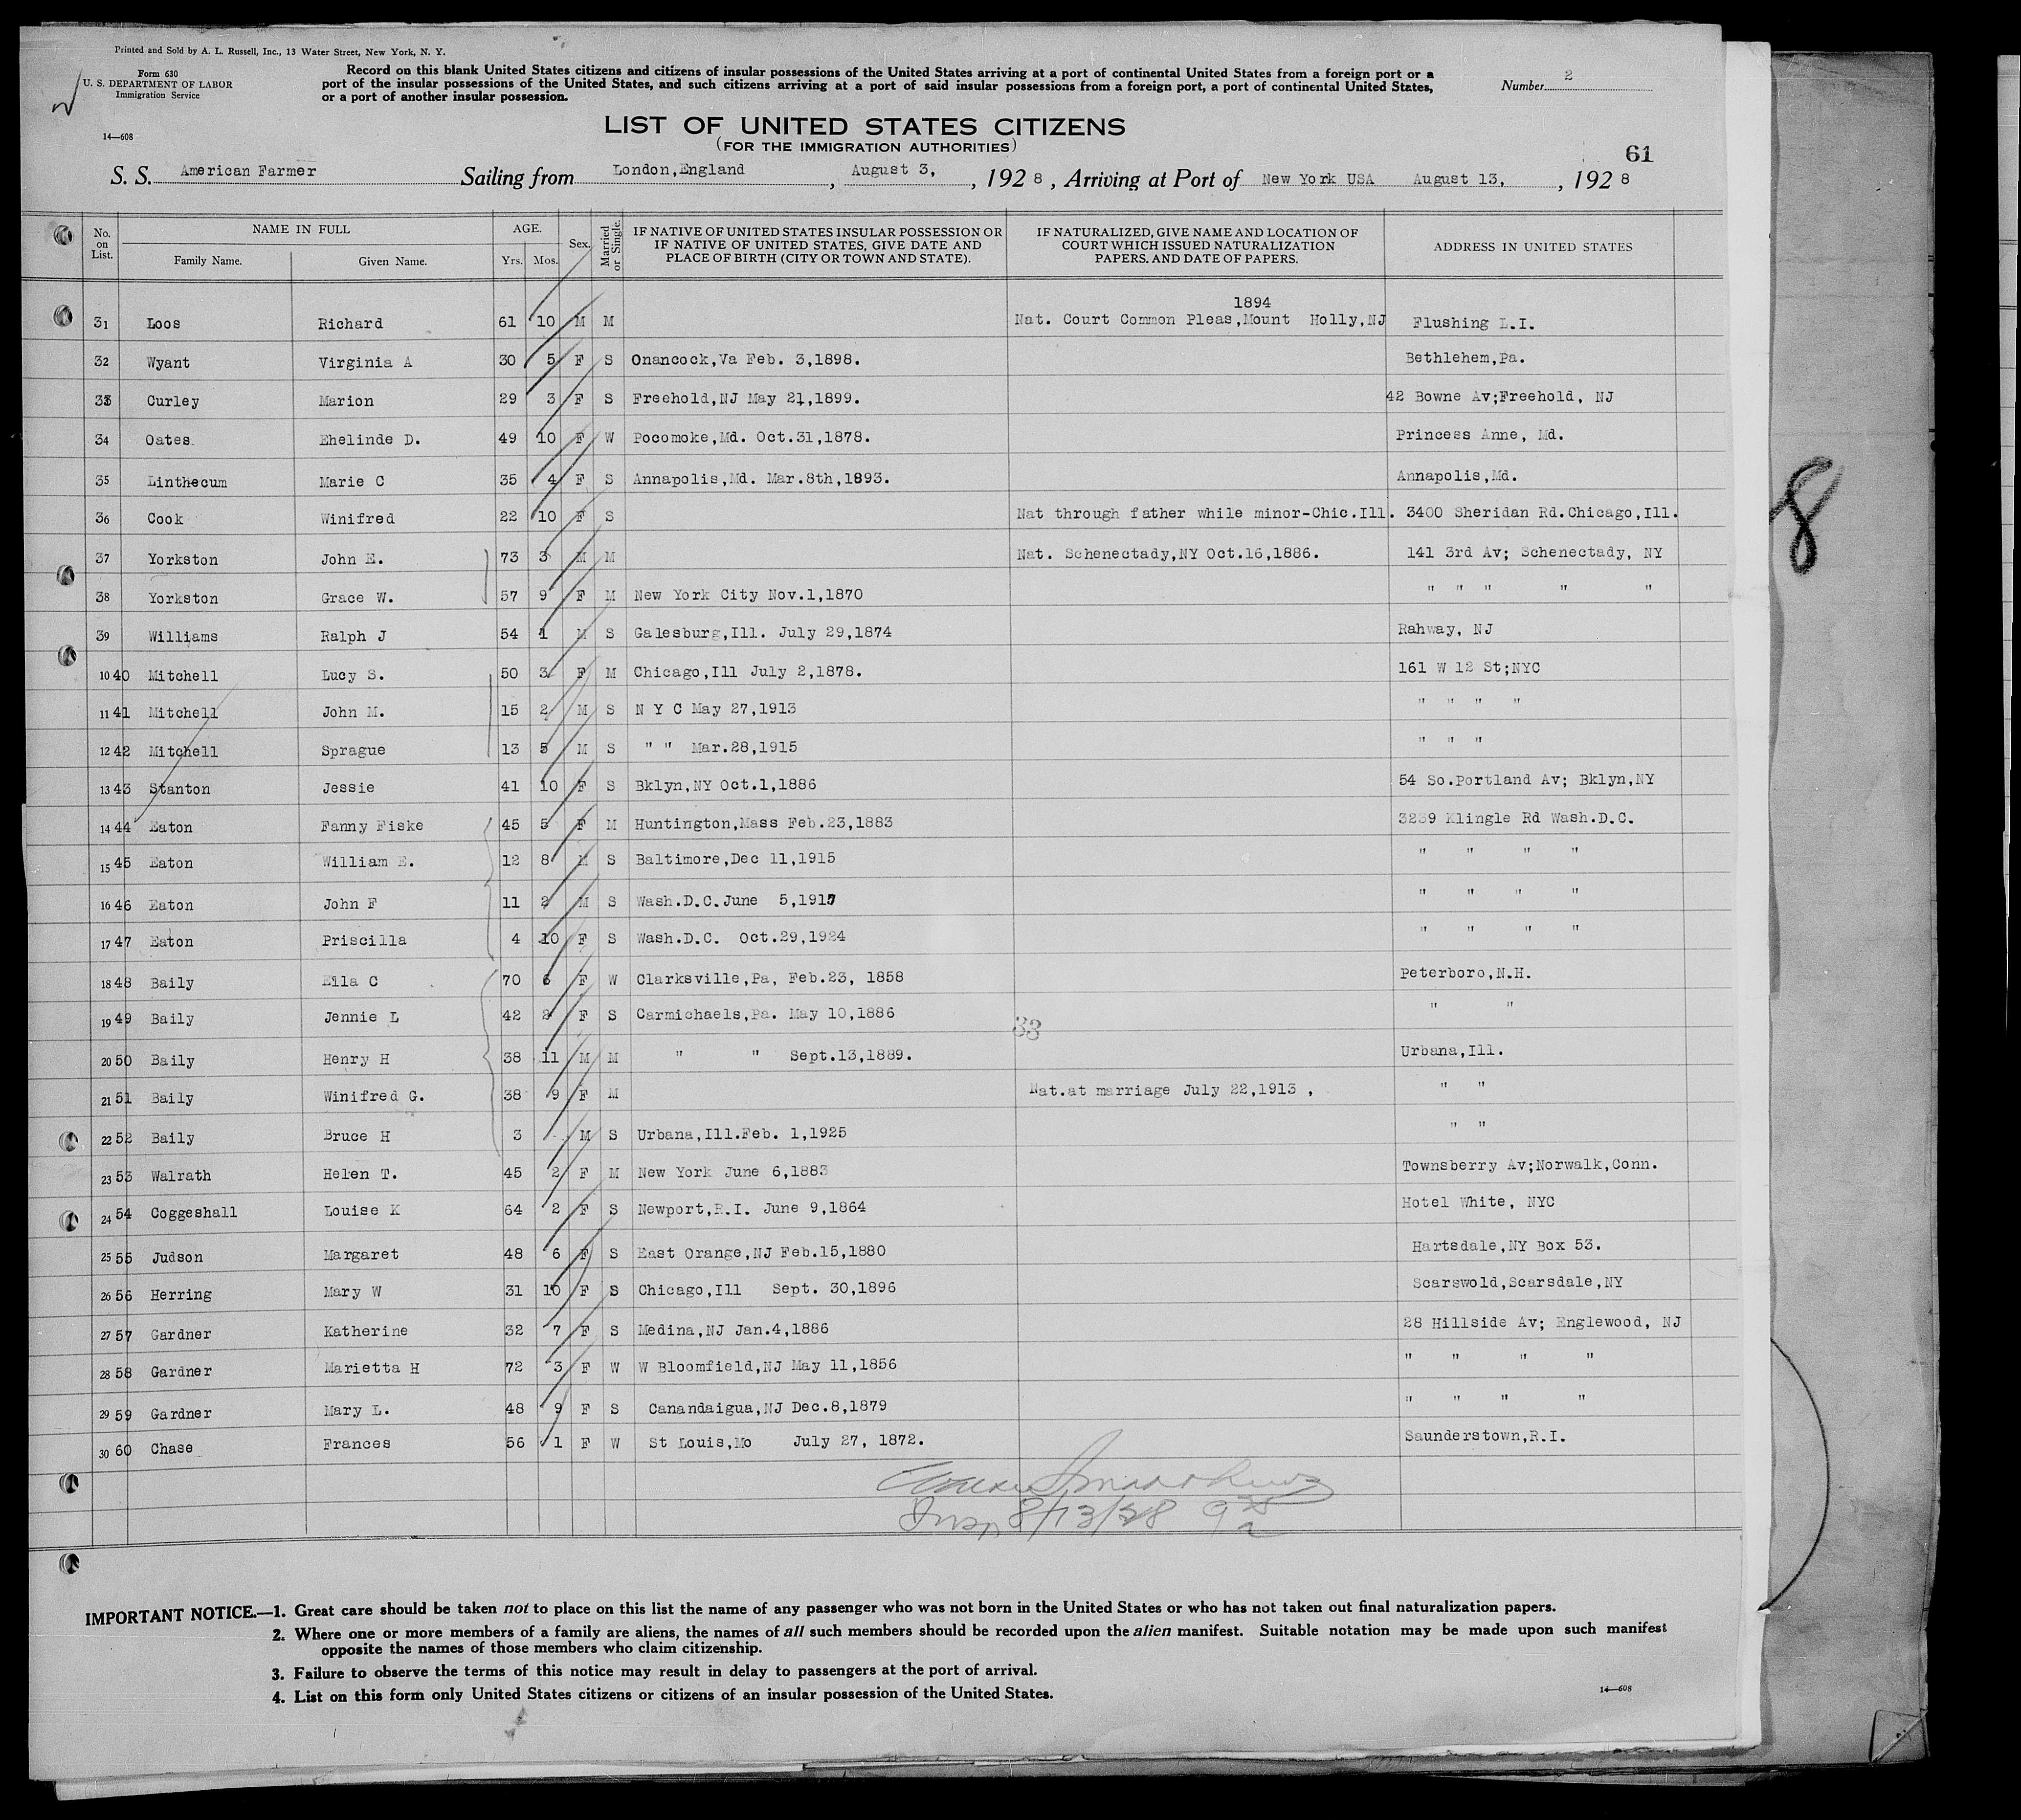 Printed and Sold by A. L. Russell, Inc., 13 Water Street, New York, N. Y.
Form 630
U. S. DEPARTMENT OF LABOR
Immigration Service
14—608
Record on this blank United States citizens and citizens of insular possessions of the United States arriving at a port of continental United States from a foreign port or a
port of the insular possessions of the United States, and such citizens arriving at a port of said insular possessions from a foreign port, a port of continental United States,
or a port of another insular possession.
Number 2
LIST OF UNITED STATES CITIZENS
(FOR THE IMMIGRATION AUTHORITIES)
61
S. S. American Farmer Sailing from London,England , August 3, , 192 8 , Arriving at Port of New York USA August 13, , 192 8
No. on List. NAME IN FULL Family Name. Given Name. AGE. Yrs. Mos. Sex. Married or Single. IF NATIVE OF UNITED STATES INSULAR POSSESSION OR IF NATIVE OF UNITED STATES, GIVE DATE AND PLACE OF BIRTH (CITY OR TOWN AND STATE). IF NATURALIZED, GIVE NAME AND LOCATION OF COURT WHICH ISSUED NATURALIZATION PAPERS. AND DATE OF PAPERS. ADDRESS IN UNITED STATES
1894
31 Loos Richard 61 10 M M Nat. Court Common Pleas,Mount Holly,NJ Flushing L.I.
32 Wyant Virginia A 30 5 F S Onancock,Va Feb. 3,1898. Bethlehem,Pa.
33 Curley Marion 29 3 F S Freehold,NJ May 21,1899. 42 Bowne Av;Freehold, NJ
34 Oates Ehelinde D. 49 10 F W Pocomoke,Md. Oct.31,1878. Princess Anne, Md.
35 Linthecum Marie C 35 4 F S Annapolis,Md. Mar.8th,1893. Annapolis,Md.
36 Cook Winifred 22 10 F S Nat through father while minor-Chic.Ill. 3400 Sheridan Rd.Chicago,Ill.
37 Yorkston John E. 73 3 M M Nat. Schenectady,NY Oct.16,1886. 141 3rd Av; Schenectady, NY
38 Yorkston Grace W. 57 9 F M New York City Nov.1,1870 " " " " "
39 Williams Ralph J 54 1 M S Galesburg,Ill. July 29,1874 Rahway, NJ
10 40 Mitchell Lucy S. 50 3 F M Chicago,Ill July 2,1878. 161 W 12 St;NYC
11 41 Mitchell John M. 15 2 M S N Y C May 27,1913 " " " "
12 42 Mitchell Sprague 13 5 M S " " Mar.28,1915 " " "
13 43 Stanton Jessie 41 10 F S Bklyn,NY Oct.1,1886 54 So.Portland Av; Bklyn,NY
14 44 Eaton Fanny Fiske 45 5 F M Huntington,Mass Feb.23,1883 3239 Klingle Rd Wash.D.C.
15 45 Eaton William E. 12 8 M S Baltimore,Dec 11,1915 " " " "
16 46 Eaton John F 11 2 M S Wash.D.C.June 5,1917 " " " "
17 47 Eaton Priscilla 4 10 F S Wash.D.C. Oct.29,1924 " " " "
18 48 Baily Ella C 70 6 F W Clarksville,Pa, Feb.23, 1858 Peterboro,N.H.
19 49 Baily Jennie L 42 2 F S Carmichaels,Pa. May 10,1886 " "
33
20 50 Baily Henry H 38 11 M M " " Sept.13,1889. Urbana,Ill.
21 51 Baily Winifred G. 38 9 F M Nat.at marriage July 22,1913 , " "
22 52 Baily Bruce H 3 - M S Urbana,Ill.Feb. 1,1925 " "
23 53 Walrath Helen T. 45 2 F M New York June 6,1883 Townsberry Av;Norwalk,Conn.
24 54 Coggeshall Louise K 64 2 F S Newport,R.I. June 9,1864 Hotel White, NYC
25 55 Judson Margaret 48 6 F S East Orange,NJ Feb.15,1880 Hartsdale,NY Box 53.
26 56 Herring Mary W 31 10 F S Chicago,Ill Sept. 30,1896 Scarswold,Scarsdale,NY
27 57 Gardner Katherine 32 7 F S Medina,NJ Jan.4,1886 28 Hillside Av; Englewood, NJ
28 58 Gardner Marietta H 72 3 F W W Bloomfield,NJ May 11,1856 " " " "
29 59 Gardner Mary L. 48 9 F S Canandaigua,NJ Dec.8,1879 " " " "
30 60 Chase Frances 56 1 F W St Louis,Mo July 27, 1872. Saunderstown,R.I.
Insp 8/13/28
IMPORTANT NOTICE.—1. Great care should be taken not to place on this list the name of any passenger who was not born in the United States or who has not taken out final naturalization papers.
2. Where one or more members of a family are aliens, the names of all such members should be recorded upon the alien manifest. Suitable notation may be made upon such manifest
opposite the names of those members who claim citizenship.
3. Failure to observe the terms of this notice may result in delay to passengers at the port of arrival.
4. List on this form only United States citizens or citizens of an insular possession of the United States.
14—608
8